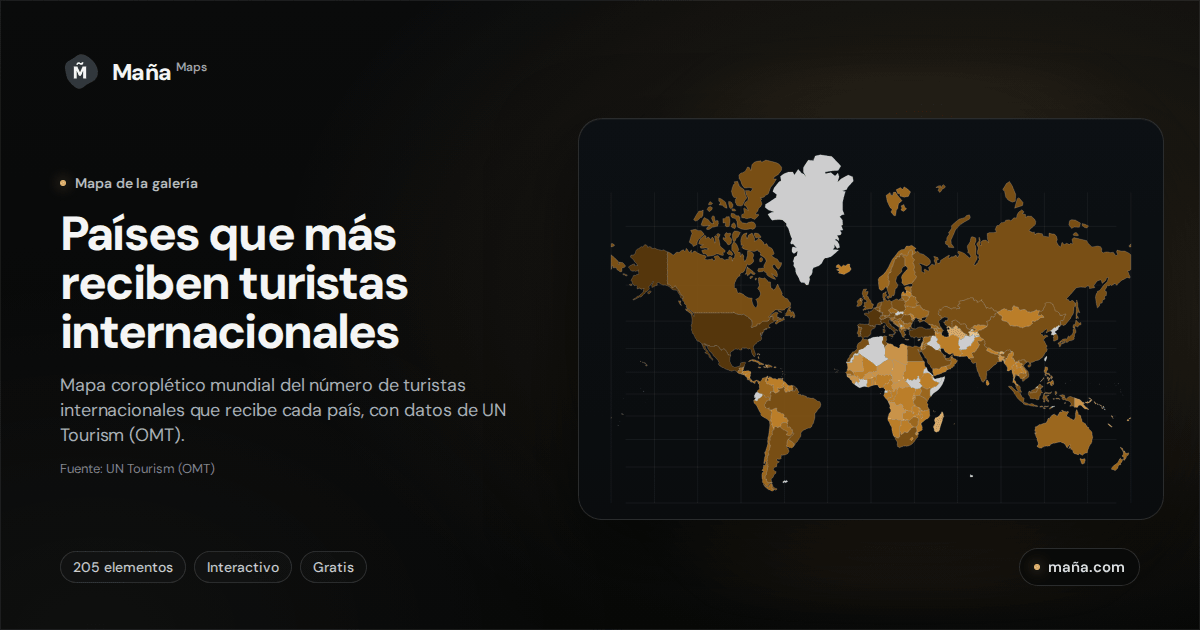 M̃
Maña Maps
Mapa de la galería
Países que más
reciben turistas
internacionales
Mapa coroplético mundial del número de turistas
internacionales que recibe cada país, con datos de UN
Tourism (OMT).
Fuente: UN Tourism (OMT)
205 elementos
Interactivo
Gratis
maña.com